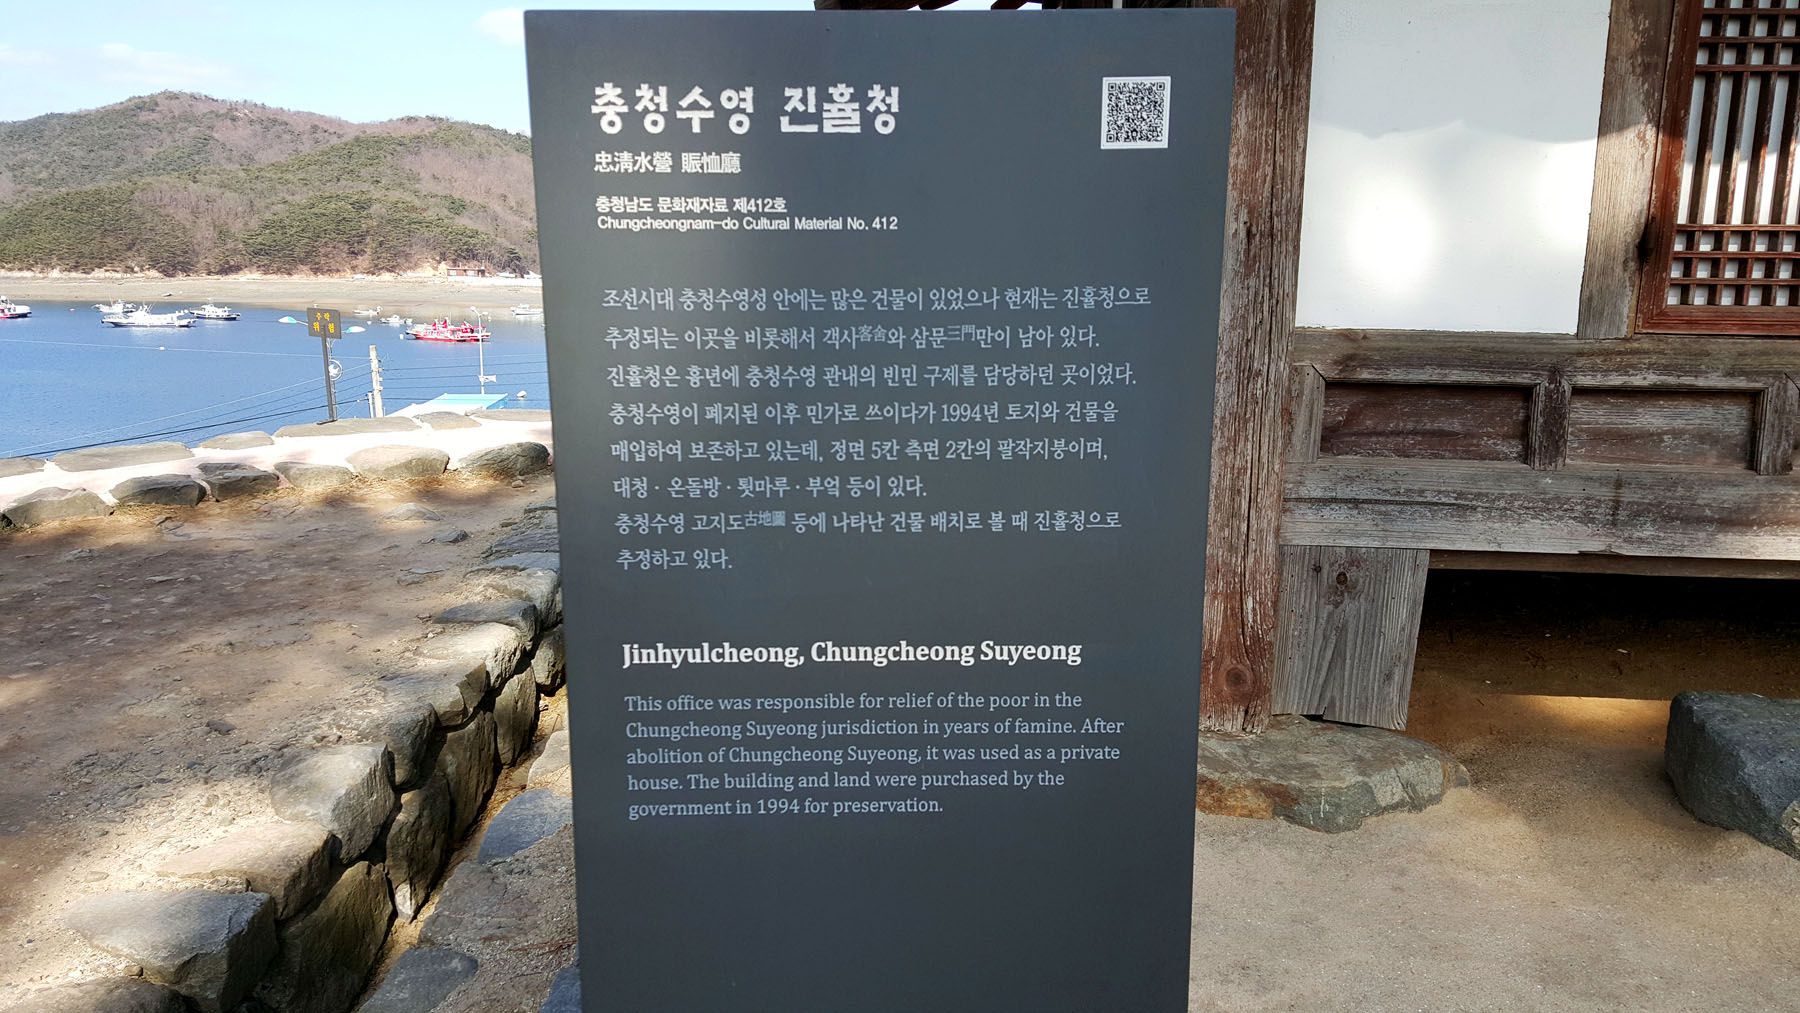 충청수영 진휼청
忠淸水營 賑恤廳
충청남도 문화재자료 제412호
Chungcheongnam-do Cultural Material No. 412
조선시대 충청수영성 안에는 많은 건물이 있었으나 현재는 진휼청으로
추정되는 이곳을 비롯해서 객사客舍와 삼문三門만이 남아 있다.
진휼청은 흉년에 충청수영 관내의 빈민 구제를 담당하던 곳이었다.
충청수영이 폐지된 이후 민가로 쓰이다가 1994년 토지와 건물을
매입하여 보존하고 있는데, 정면 5칸 측면 2칸의 팔작지붕이며,
대청 · 온돌방 · 툇마루 · 부엌 등이 있다.
충청수영 고지도古地圖 등에 나타난 건물 배치로 볼 때 진휼청으로
추정하고 있다.
Jinhyulcheong, Chungcheong Suyeong
This office was responsible for relief of the poor in the
Chungcheong Suyeong jurisdiction in years of famine. After
abolition of Chungcheong Suyeong, it was used as a private
house. The building and land were purchased by the
government in 1994 for preservation.
추락
위험